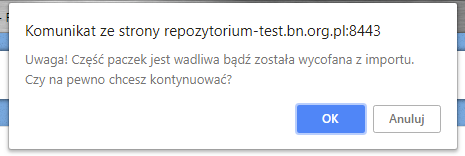 Komunikat ze strony repozytorium-test.bn.org.pl:8443
Uwaga! Część paczek jest wadliwa bądź została wycofana z importu.
Czy na pewno chcesz kontynuować?
OK
Anuluj